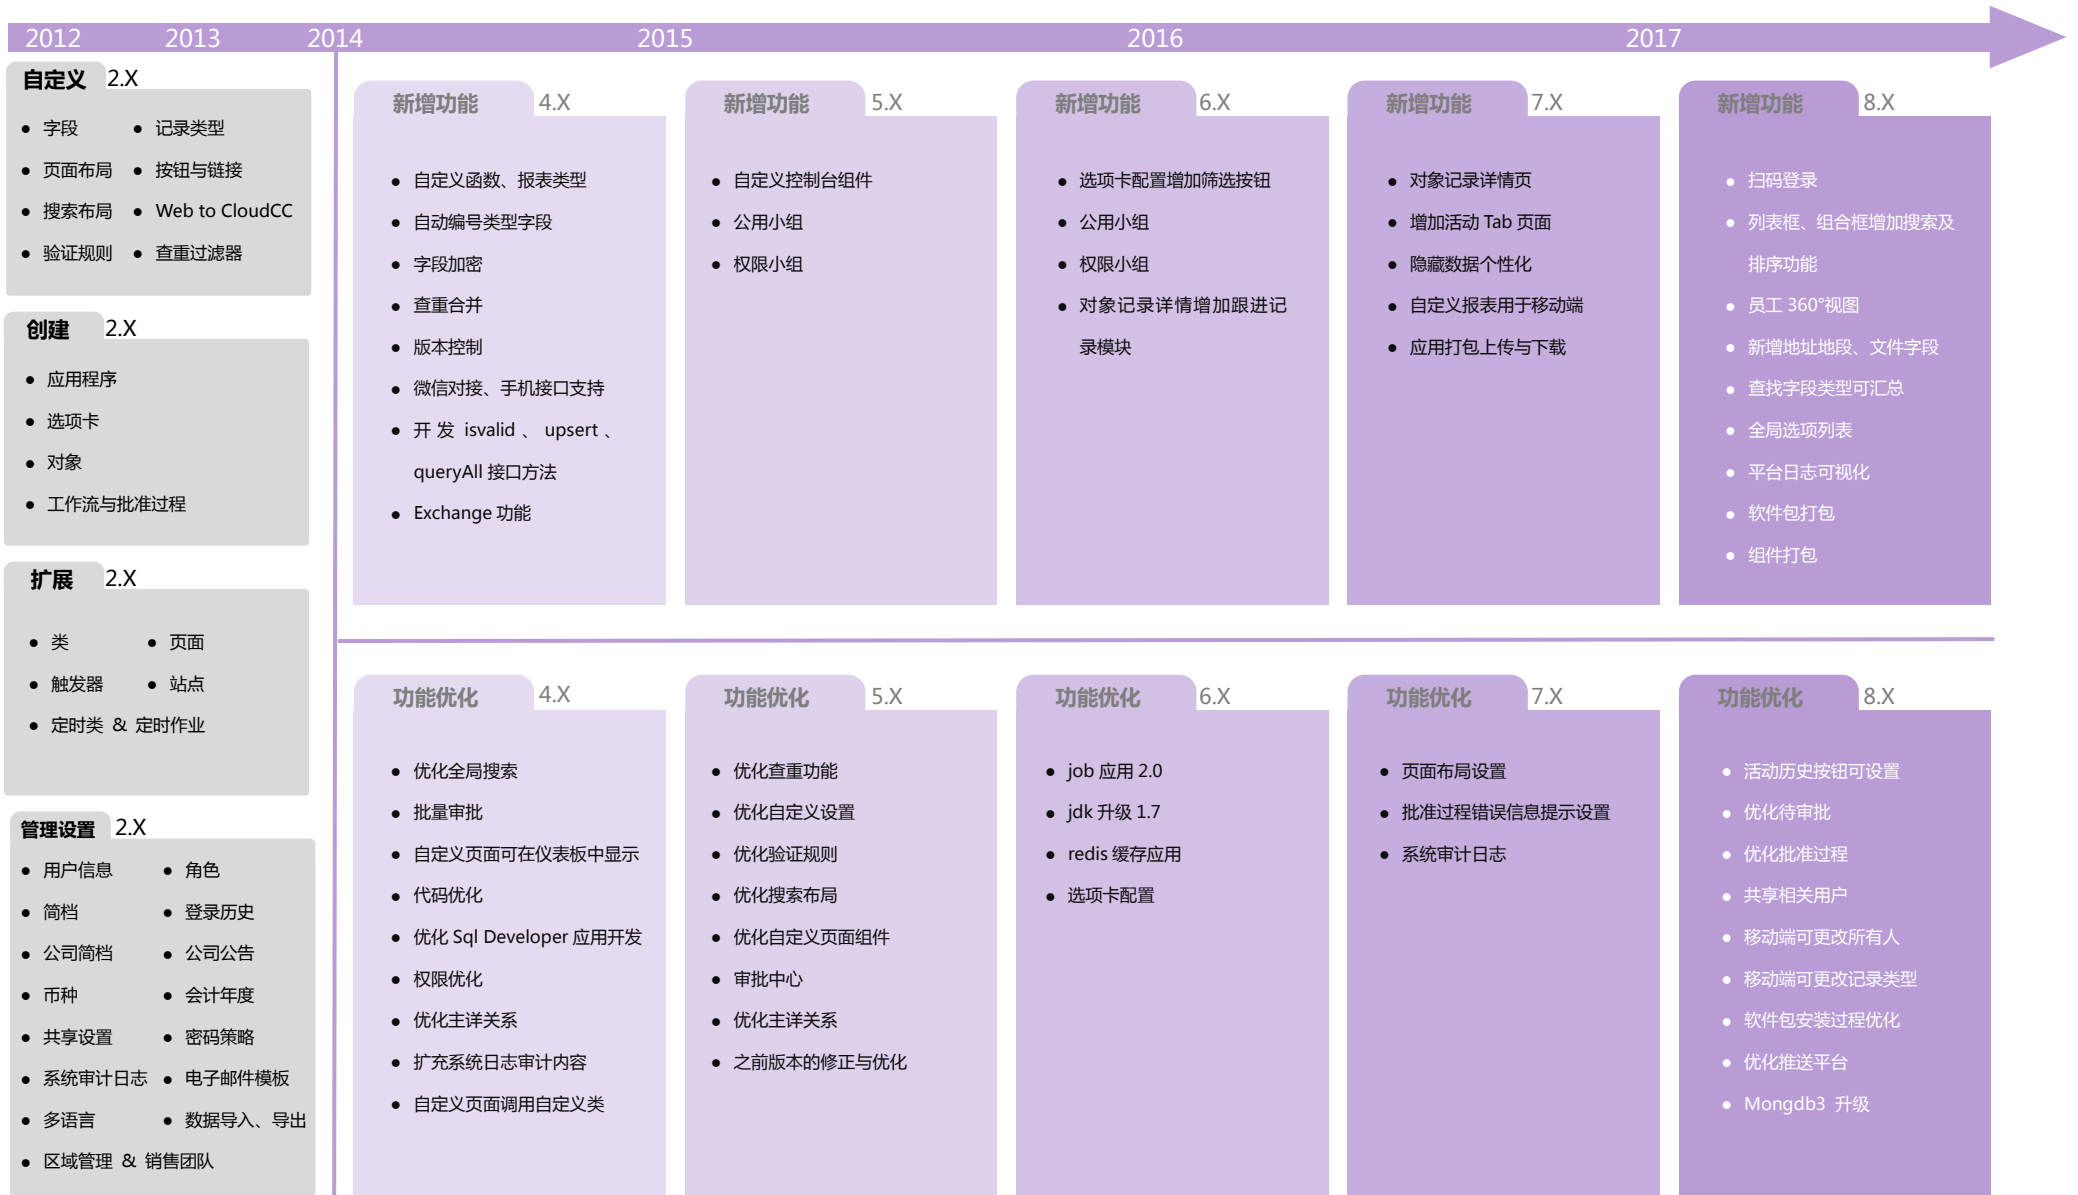 2012 2013 2014 2015 2016 2017
自定义 2.X
● 字段 ● 记录类型
● 页面布局 ● 按钮与链接
● 搜索布局 ● Web to CloudCC
● 验证规则 ● 查重过滤器
创建 2.X
● 应用程序
● 选项卡
● 对象
● 工作流与批准过程
扩展 2.X
● 类 ● 页面
● 触发器 ● 站点
● 定时类 & 定时作业
管理设置 2.X
● 用户信息 ● 角色
● 简档 ● 登录历史
● 公司简档 ● 公司公告
● 币种 ● 会计年度
● 共享设置 ● 密码策略
● 系统审计日志 ● 电子邮件模板
● 多语言 ● 数据导入、导出
● 区域管理 & 销售团队
新增功能 4.X
● 自定义函数、报表类型
● 自动编号类型字段
● 字段加密
● 查重合并
● 版本控制
● 微信对接、手机接口支持
● 开 发 isvalid 、 upsert 、
queryAll 接口方法
● Exchange 功能
新增功能 5.X
● 自定义控制台组件
● 公用小组
● 权限小组
新增功能 6.X
● 选项卡配置增加筛选按钮
● 公用小组
● 权限小组
● 对象记录详情增加跟进记
录模块
新增功能 7.X
● 对象记录详情页
● 增加活动 Tab 页面
● 隐藏数据个性化
● 自定义报表用于移动端
● 应用打包上传与下载
新增功能 8.X
● 扫码登录
● 列表框、组合框增加搜索及
排序功能
● 员工 360°视图
● 新增地址地段、文件字段
● 查找字段类型可汇总
● 全局选项列表
● 平台日志可视化
● 软件包打包
● 组件打包
功能优化 4.X
● 优化全局搜索
● 批量审批
● 自定义页面可在仪表板中显示
● 代码优化
● 优化 Sql Developer 应用开发
● 权限优化
● 优化主详关系
● 扩充系统日志审计内容
● 自定义页面调用自定义类
功能优化 5.X
● 优化查重功能
● 优化自定义设置
● 优化验证规则
● 优化搜索布局
● 优化自定义页面组件
● 审批中心
● 优化主详关系
● 之前版本的修正与优化
功能优化 6.X
● job 应用 2.0
● jdk 升级 1.7
● redis 缓存应用
● 选项卡配置
功能优化 7.X
● 页面布局设置
● 批准过程错误信息提示设置
● 系统审计日志
功能优化 8.X
● 活动历史按钮可设置
● 优化待审批
● 优化批准过程
● 共享相关用户
● 移动端可更改所有人
● 移动端可更改记录类型
● 软件包安装过程优化
● 优化推送平台
● Mongdb3 升级